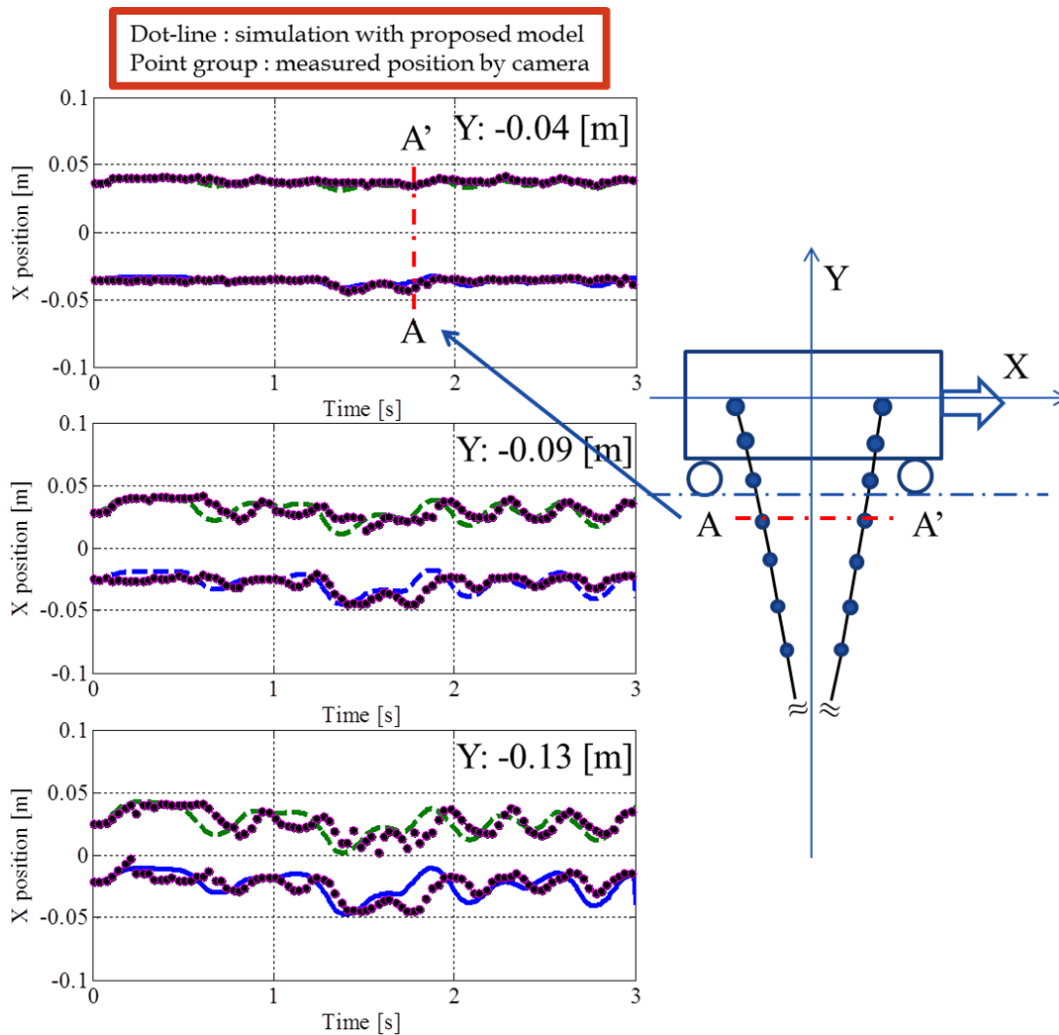 Dot-line : simulation with proposed model
Point group : measured position by camera
0.1
0.05
0
-0.05
-0.1
X position [m]
Y: -0.04 [m]
A'
A
0
1
2
3
Time [s]
0.1
0.05
0
-0.05
-0.1
X position [m]
Y: -0.09 [m]
0
1
2
3
Time [s]
0.1
0.05
0
-0.05
-0.1
X position [m]
Y: -0.13 [m]
0
1
2
3
Time [s]
Y
X
A
A'
≈ ≈